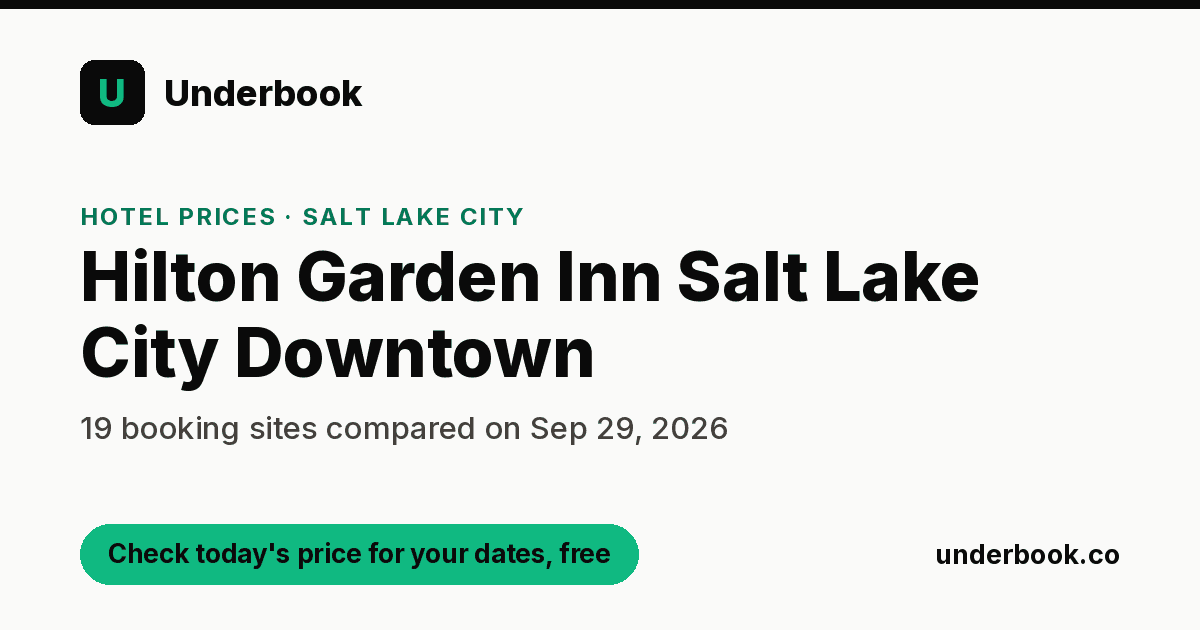 U Underbook
HOTEL PRICES · SALT LAKE CITY
Hilton Garden Inn Salt Lake
City Downtown
19 booking sites compared on Sep 29, 2026
Check today's price for your dates, free
underbook.co